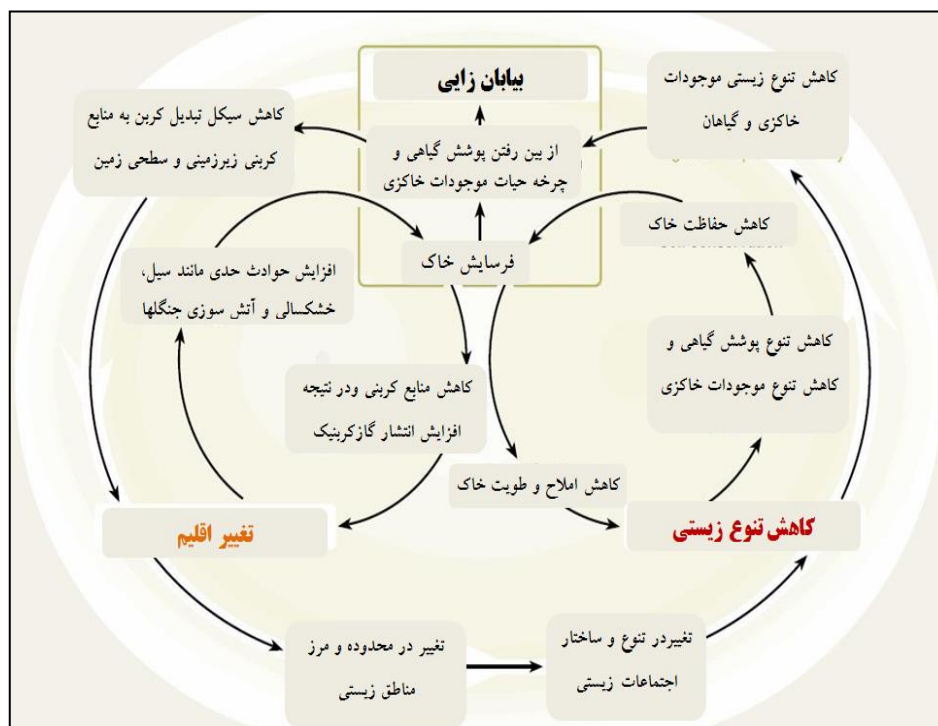 بیابان زایی
کاهش تنوع زیستی موجودات
خاکزی و گیاهان
کاهش سیکل تبدیل کربن به منابع
کربنی زیرزمینی و سطحی زمین
از بین رفتن پوشش گیاهی و
چرخه حیات موجودات خاکزی
کاهش حفاظت خاک
فرسایش خاک
افزایش حوادث حدی مانند سیل،
خشکسالی و آتش سوزی جنگلها
کاهش تنوع پوشش گیاهی و
کاهش تنوع موجودات خاکزی
کاهش منابع کربنی ودر نتیجه
افزایش انتشار گازکربنیک
کاهش املاح و طویت خاک
کاهش تنوع زیستی
تغییر اقلیم
تغییردر تنوع و ساختار
اجتماعات زیستی
تغییر در محدوده و مرز
مناطق زیستی